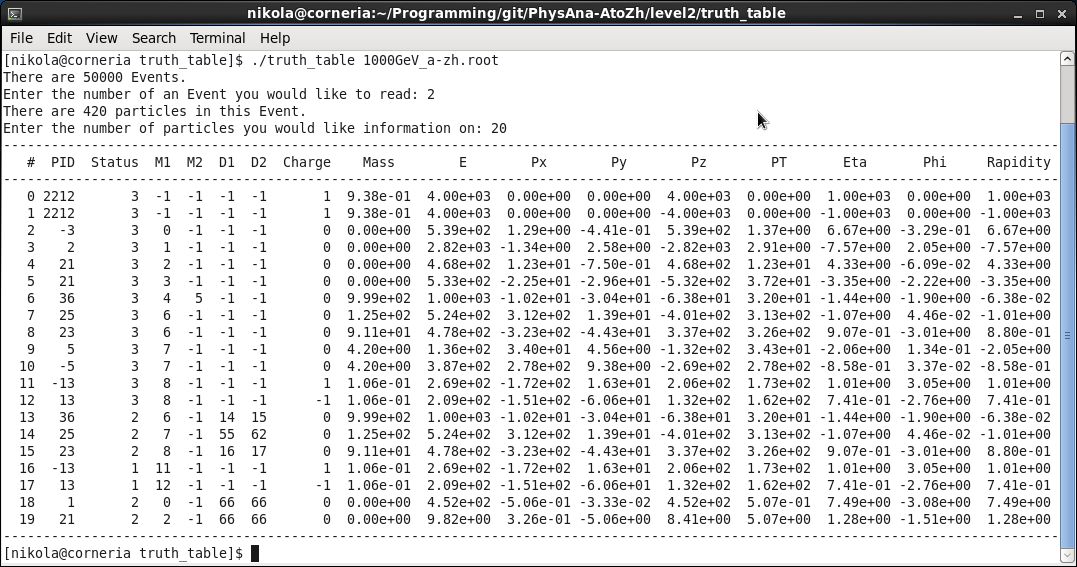 nikola@corneria:~/Programming/git/PhysAna-AtoZh/level2/truth_table
File Edit View Search Terminal Help
[nikola@corneria truth_table]$ ./truth_table 1000GeV_a-zh.root
There are 50000 Events.
Enter the number of an Event you would like to read: 2
There are 420 particles in this Event.
Enter the number of particles you would like information on: 20
------------------------------------------------------------------------------------------------------------------------------------
# PID Status M1 M2 D1 D2 Charge Mass E Px Py Pz PT Eta Phi Rapidity
------------------------------------------------------------------------------------------------------------------------------------
0 2212 3 -1 -1 -1 -1 1 9.38e-01 4.00e+03 0.00e+00 0.00e+00 4.00e+03 0.00e+00 1.00e+03 0.00e+00 1.00e+03
1 2212 3 -1 -1 -1 -1 1 9.38e-01 4.00e+03 0.00e+00 0.00e+00 -4.00e+03 0.00e+00 -1.00e+03 0.00e+00 -1.00e+03
2 -3 3 0 -1 -1 -1 0 0.00e+00 5.39e+02 1.29e+00 -4.41e-01 5.39e+02 1.37e+00 6.67e+00 -3.29e-01 6.67e+00
3 2 3 1 -1 -1 -1 0 0.00e+00 2.82e+03 -1.34e+00 2.58e+00 -2.82e+03 2.91e+00 -7.57e+00 2.05e+00 -7.57e+00
4 21 3 2 -1 -1 -1 0 0.00e+00 4.68e+02 1.23e+01 -7.50e-01 4.68e+02 1.23e+01 4.33e+00 -6.09e-02 4.33e+00
5 21 3 3 -1 -1 -1 0 0.00e+00 5.33e+02 -2.25e+01 -2.96e+01 -5.32e+02 3.72e+01 -3.35e+00 -2.22e+00 -3.35e+00
6 36 3 4 5 -1 -1 0 9.99e+02 1.00e+03 -1.02e+01 -3.04e+01 -6.38e+01 3.20e+01 -1.44e+00 -1.90e+00 -6.38e-02
7 25 3 6 -1 -1 -1 0 1.25e+02 5.24e+02 3.12e+02 1.39e+01 -4.01e+02 3.13e+02 -1.07e+00 4.46e-02 -1.01e+00
8 23 3 6 -1 -1 -1 0 9.11e+01 4.78e+02 -3.23e+02 -4.43e+01 3.37e+02 3.26e+02 9.07e-01 -3.01e+00 8.80e-01
9 5 3 7 -1 -1 -1 0 4.20e+00 1.36e+02 3.40e+01 4.56e+00 -1.32e+02 3.43e+01 -2.06e+00 1.34e-01 -2.05e+00
10 -5 3 7 -1 -1 -1 0 4.20e+00 3.87e+02 2.78e+02 9.38e+00 -2.69e+02 2.78e+02 -8.58e-01 3.37e-02 -8.58e-01
11 -13 3 8 -1 -1 -1 1 1.06e-01 2.69e+02 -1.72e+02 1.63e+01 2.06e+02 1.73e+02 1.01e+00 3.05e+00 1.01e+00
12 13 3 8 -1 -1 -1 -1 1.06e-01 2.09e+02 -1.51e+02 -6.06e+01 1.32e+02 1.62e+02 7.41e-01 -2.76e+00 7.41e-01
13 36 2 6 -1 14 15 0 9.99e+02 1.00e+03 -1.02e+01 -3.04e+01 -6.38e+01 3.20e+01 -1.44e+00 -1.90e+00 -6.38e-02
14 25 2 7 -1 55 62 0 1.25e+02 5.24e+02 3.12e+02 1.39e+01 -4.01e+02 3.13e+02 -1.07e+00 4.46e-02 -1.01e+00
15 23 2 8 -1 16 17 0 9.11e+01 4.78e+02 -3.23e+02 -4.43e+01 3.37e+02 3.26e+02 9.07e-01 -3.01e+00 8.80e-01
16 -13 1 11 -1 -1 -1 1 1.06e-01 2.69e+02 -1.72e+02 1.63e+01 2.06e+02 1.73e+02 1.01e+00 3.05e+00 1.01e+00
17 13 1 12 -1 -1 -1 -1 1.06e-01 2.09e+02 -1.51e+02 -6.06e+01 1.32e+02 1.62e+02 7.41e-01 -2.76e+00 7.41e-01
18 1 2 0 -1 66 66 0 0.00e+00 4.52e+02 -5.06e-01 -3.33e-02 4.52e+02 5.07e-01 7.49e+00 -3.08e+00 7.49e+00
19 21 2 2 -1 66 66 0 0.00e+00 9.82e+00 3.26e-01 -5.06e+00 8.41e+00 5.07e+00 1.28e+00 -1.51e+00 1.28e+00
------------------------------------------------------------------------------------------------------------------------------------
[nikola@corneria truth_table]$